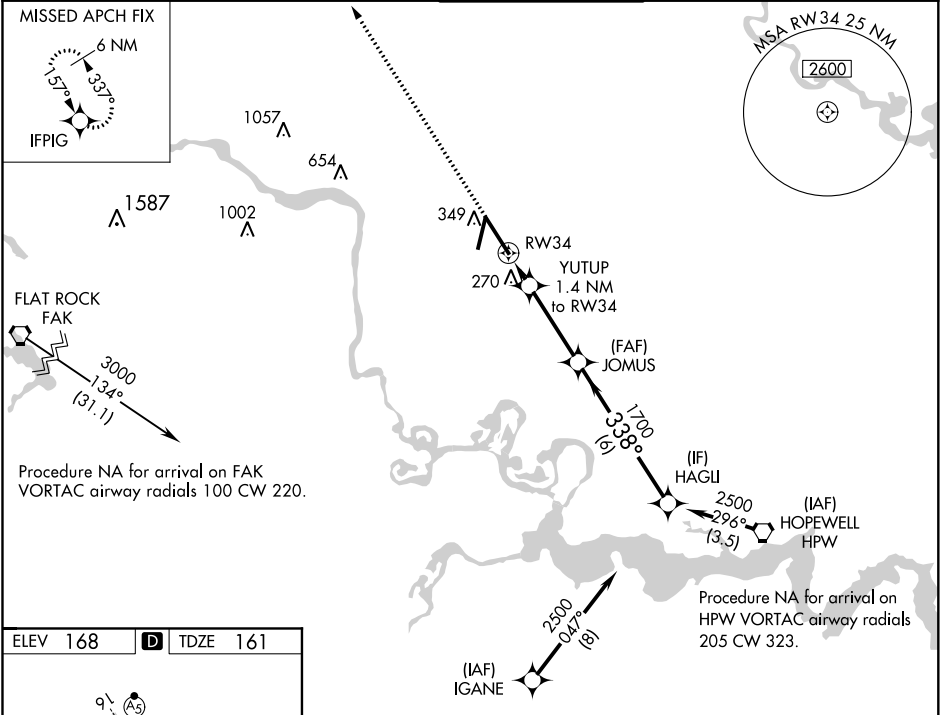 MISSED APCH FIX
6 NM
157°
337°
IFPIG
MSA RW34 25 NM
2600
1057
654
1587
1002
349
RW34
270
YUTUP
1.4 NM
to RW34
FLAT ROCK
FAK
3000
134°
(31.1)
(FAF)
JOMUS
1700
338°
(6)
Procedure NA for arrival on FAK
VORTAC airway radials 100 CW 220.
(IF)
HAGLI
2500
296°
(3.5)
(IAF)
HOPEWELL
HPW
Procedure NA for arrival on
HPW VORTAC airway radials
205 CW 323.
2500
047°
(8)
(IAF)
IGANE
ELEV 168
D
TDZE 161
16
A5